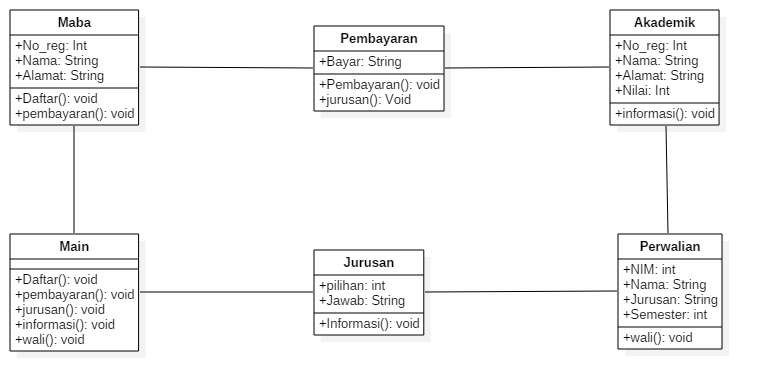 Maba
+No_reg: Int
+Nama: String
+Alamat: String
+Daftar(): void
+pembayaran(): void
Pembayaran
+Bayar: String
+Pembayaran(): void
+jurusan(): Void
Akademik
+No_reg: Int
+Nama: String
+Alamat: String
+Nilai: Int
+informasi(): void
Main
+Daftar(): void
+pembayaran(): void
+jurusan(): void
+informasi(): void
+wali(): void
Jurusan
+pilihan: int
+Jawab: String
+Informasi(): void
Perwalian
+NIM: int
+Nama: String
+Jurusan: String
+Semester: int
+wali(): void